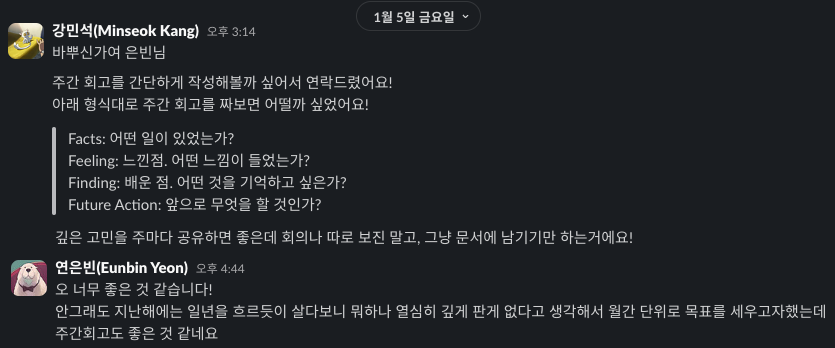 1월 5일 금요일
강민석(Minseok Kang) 오후 3:14
바뿌신가여 은빈님
주간 회고를 간단하게 작성해볼까 싶어서 연락드렸어요!
아래 형식대로 주간 회고를 짜보면 어떨까 싶었어요!
Facts: 어떤 일이 있었는가?
Feeling: 느낀점. 어떤 느낌이 들었는가?
Finding: 배운 점. 어떤 것을 기억하고 싶은가?
Future Action: 앞으로 무엇을 할 것인가?
깊은 고민을 주마다 공유하면 좋은데 회의나 따로 보진 말고, 그냥 문서에 남기기만 하는거에요!
연은빈(Eunbin Yeon) 오후 4:44
오 너무 좋은 것 같습니다!
안그래도 지난해에는 일년을 흐르듯이 살다보니 뭐하나 열심히 깊게 판게 없다고 생각해서 월간 단위로 목표를 세우고자했는데
주간회고도 좋은 것 같네요